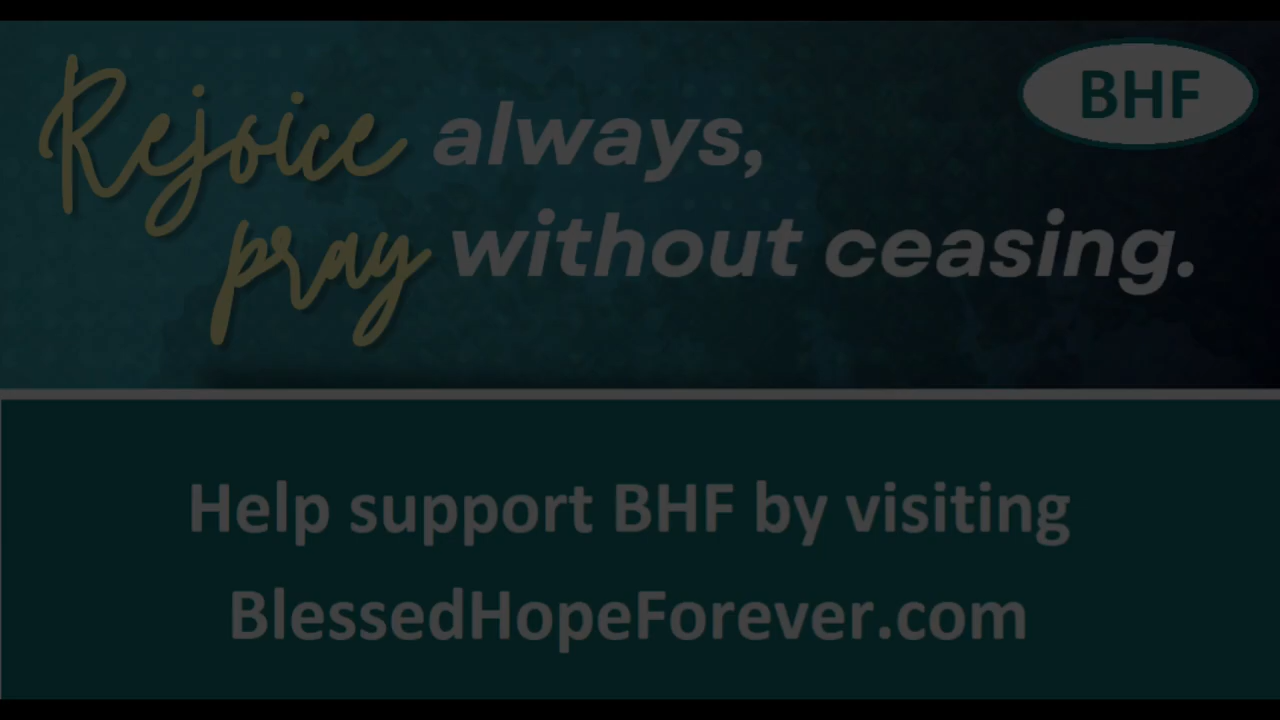 BHF
Rejoice always,
pray without ceasing.
Help support BHF by visiting
BlessedHopeForever.com